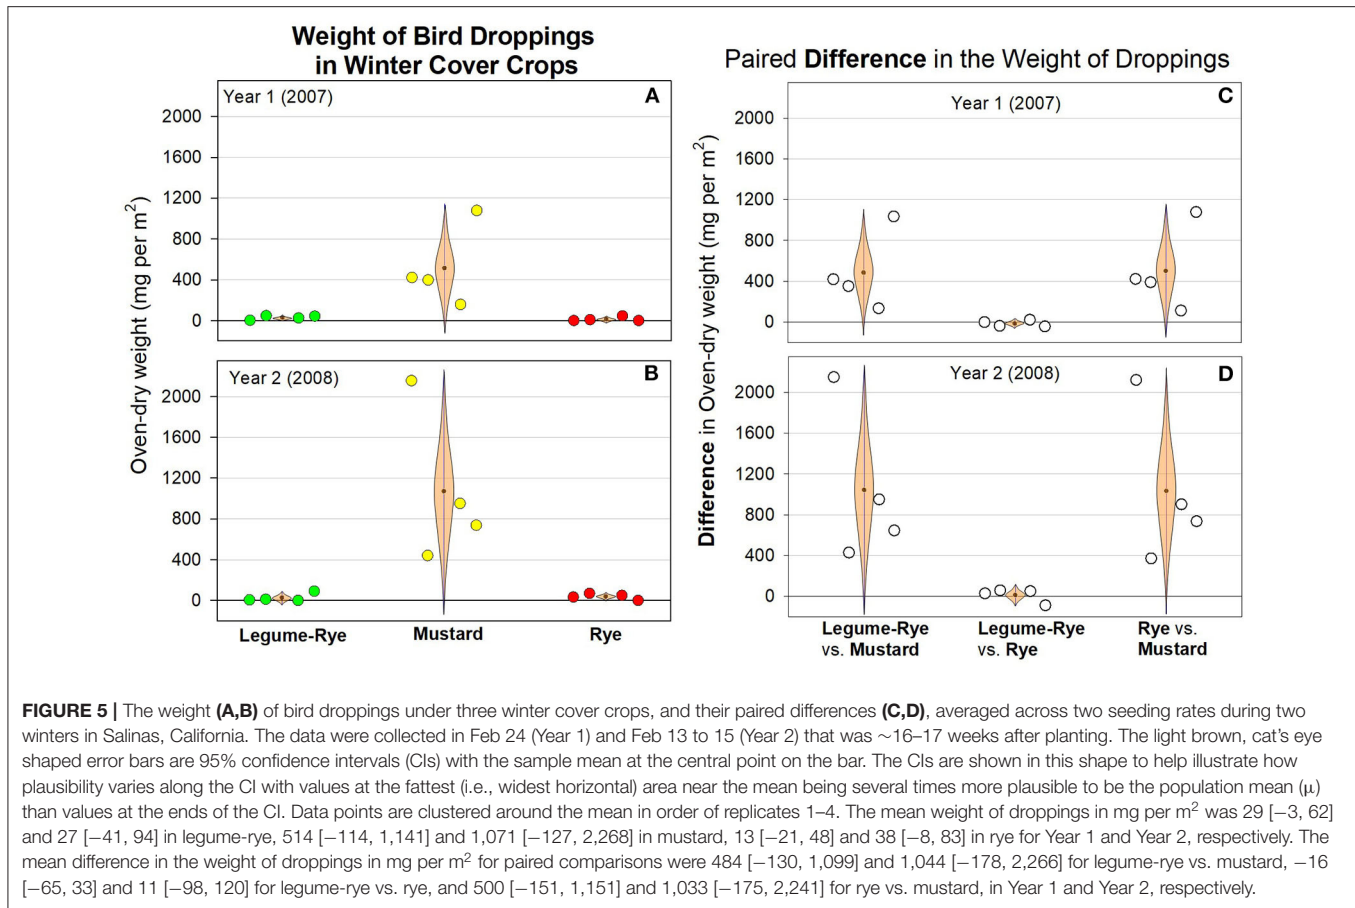 Weight of Bird Droppings
in Winter Cover Crops
Oven-dry weight (mg per m²)
Year 1 (2007)
A
2000
1600
1200
800
400
0
Year 2 (2008)
B
2000
1600
1200
800
400
0
Legume-Rye
Mustard
Rye
Paired Difference in the Weight of Droppings
Difference in Oven-dry weight (mg per m²)
Year 1 (2007)
C
2000
1600
1200
800
400
0
Year 2 (2008)
D
2000
1600
1200
800
400
0
Legume-Rye
vs. Mustard
Legume-Rye
vs. Rye
Rye vs.
Mustard
FIGURE 5 | The weight (A,B) of bird droppings under three winter cover crops, and their paired differences (C,D), averaged across two seeding rates during two
winters in Salinas, California. The data were collected in Feb 24 (Year 1) and Feb 13 to 15 (Year 2) that was ∼16–17 weeks after planting. The light brown, cat's eye
shaped error bars are 95% confidence intervals (CIs) with the sample mean at the central point on the bar. The CIs are shown in this shape to help illustrate how
plausibility varies along the CI with values at the fattest (i.e., widest horizontal) area near the mean being several times more plausible to be the population mean (μ)
than values at the ends of the CI. Data points are clustered around the mean in order of replicates 1–4. The mean weight of droppings in mg per m² was 29 [−3, 62]
and 27 [−41, 94] in legume-rye, 514 [−114, 1,141] and 1,071 [−127, 2,268] in mustard, 13 [−21, 48] and 38 [−8, 83] in rye for Year 1 and Year 2, respectively. The
mean difference in the weight of droppings in mg per m² for paired comparisons were 484 [−130, 1,099] and 1,044 [−178, 2,266] for legume-rye vs. mustard, −16
[−65, 33] and 11 [−98, 120] for legume-rye vs. rye, and 500 [−151, 1,151] and 1,033 [−175, 2,241] for rye vs. mustard, in Year 1 and Year 2, respectively.